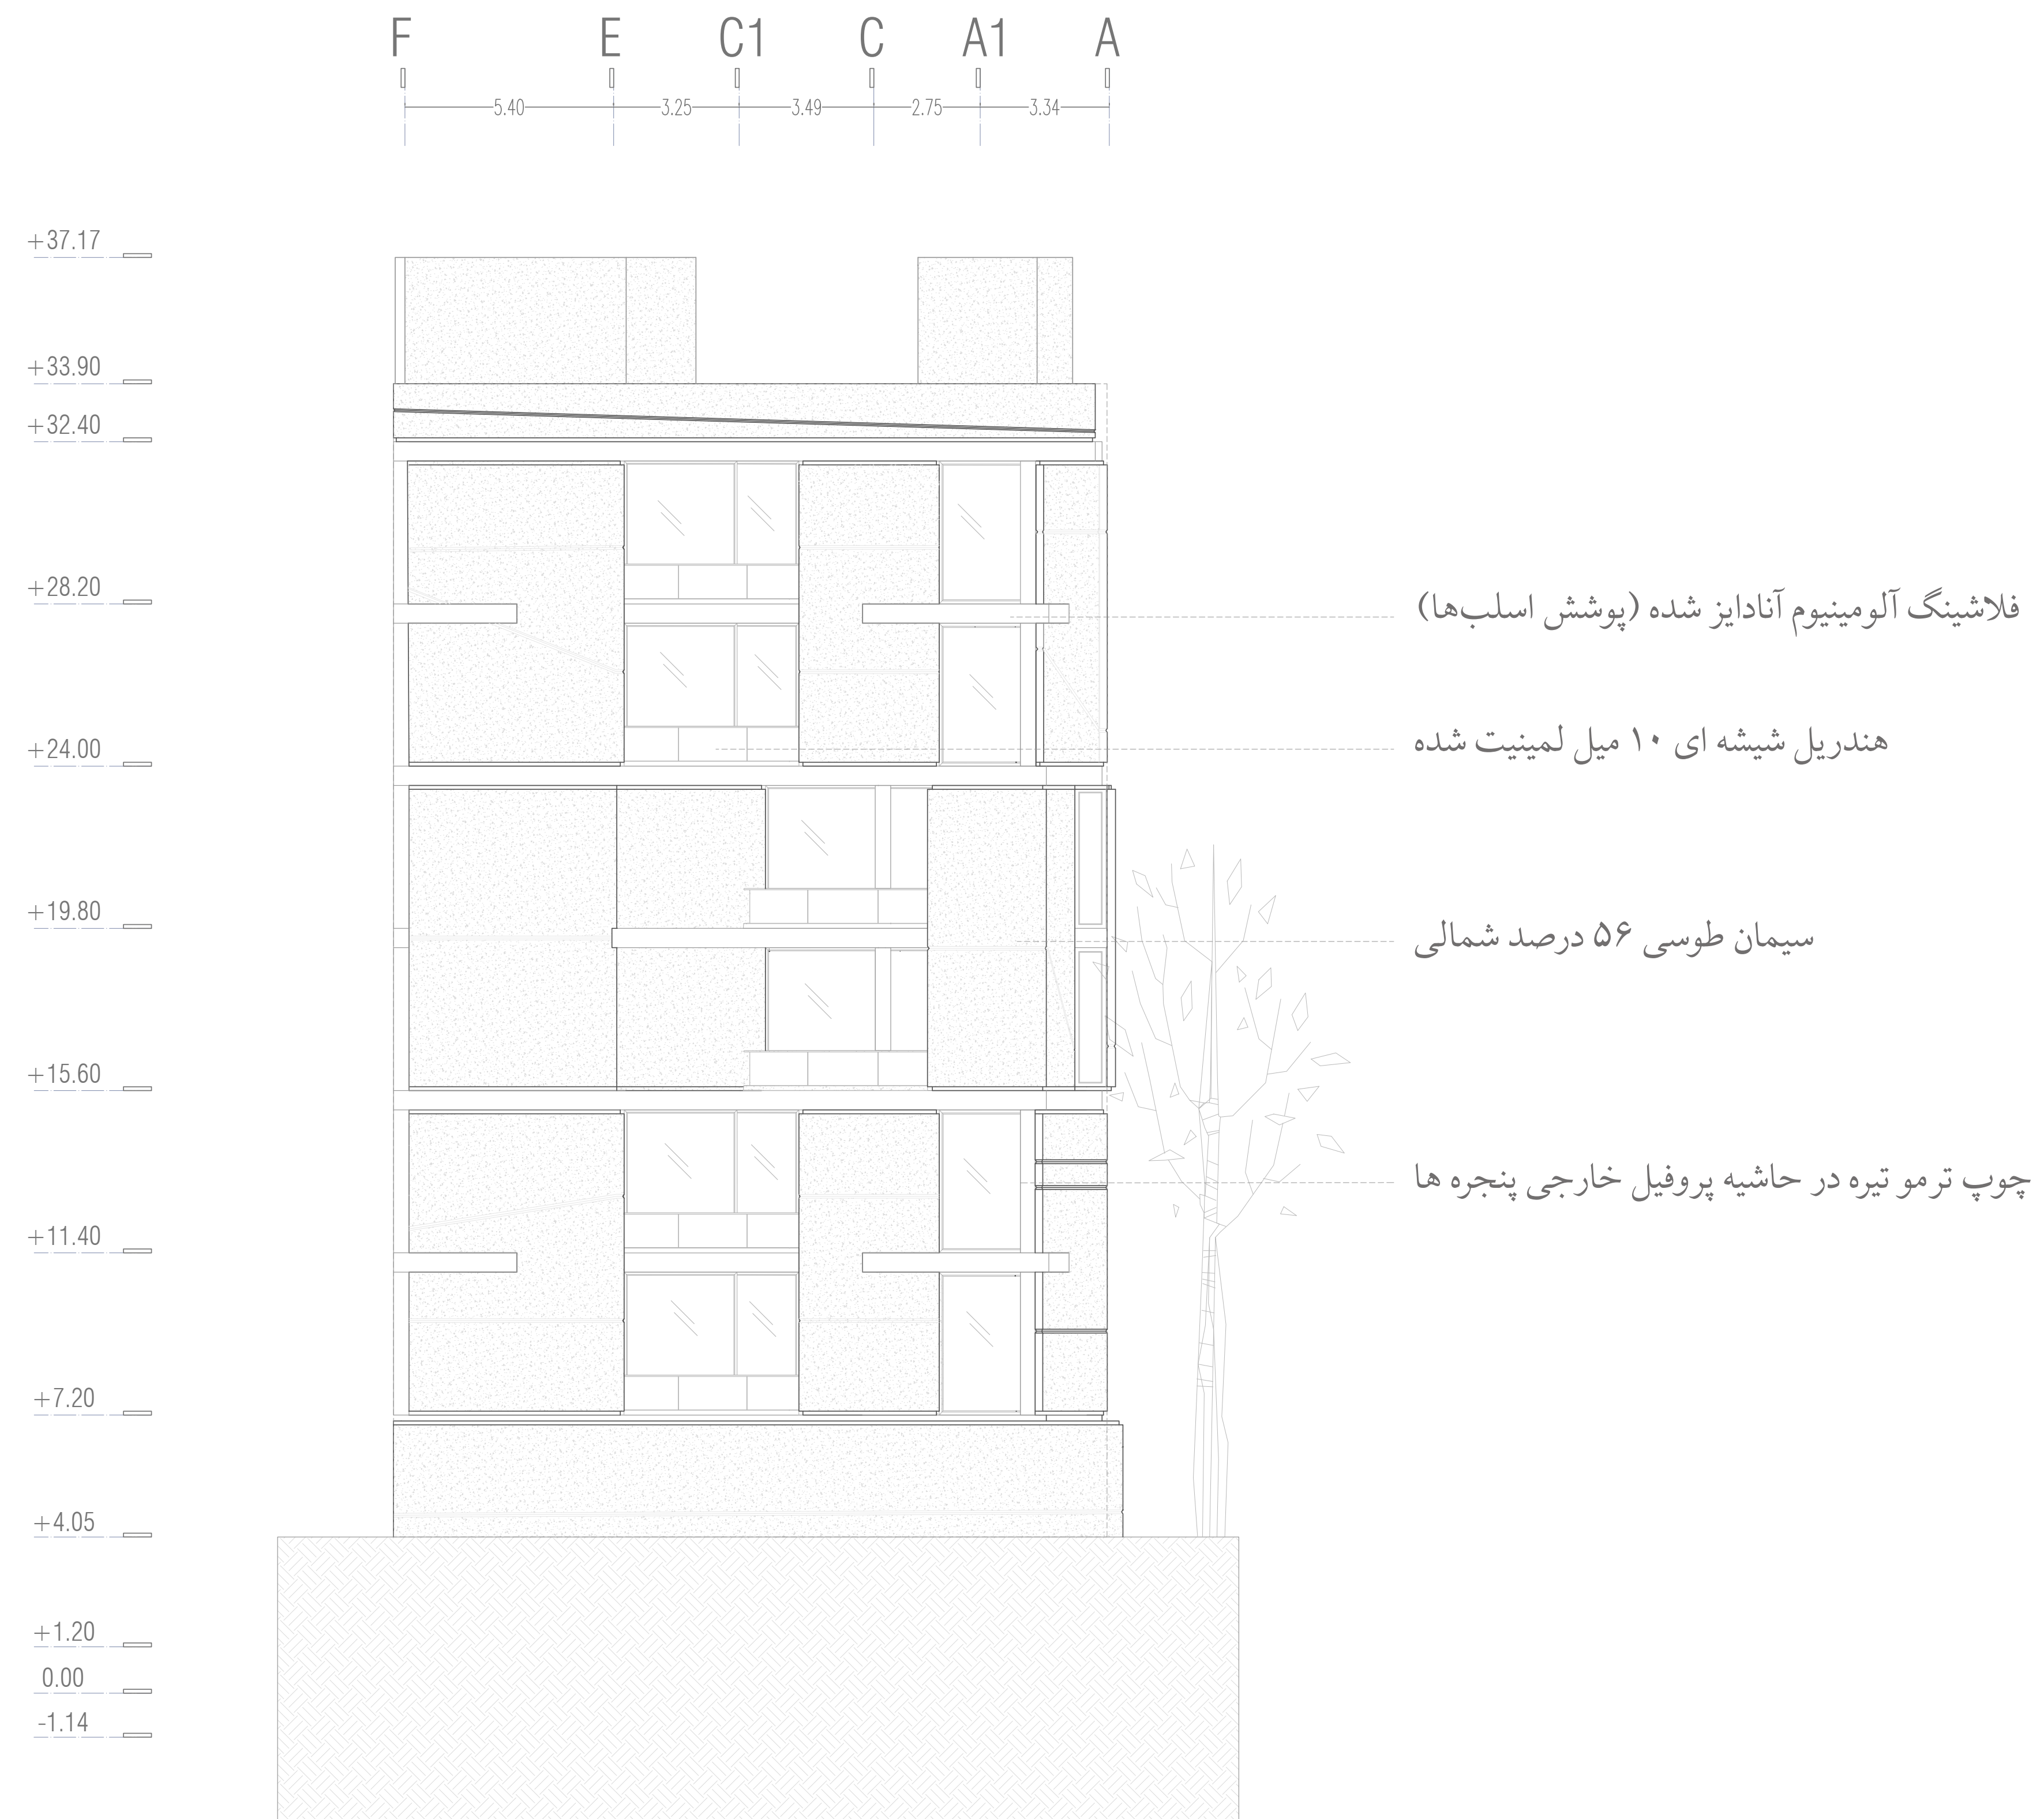 F E C1 C A1 A
5.40 3.25 3.49 2.75 3.34
+37.17
+33.90
+32.40
+28.20
فلاشینگ آلومینیوم آنادایز شده (پوشش اسلب‌ها)
+24.00
هندریل شیشه ای ۱۰ میل لمینیت شده
+19.80
سیمان طوسی ۵۶ درصد شمالی
+15.60
چوپ ترمو تیره در حاشیه پروفیل خارجی پنجره ها
+11.40
+7.20
+4.05
+1.20
0.00
-1.14